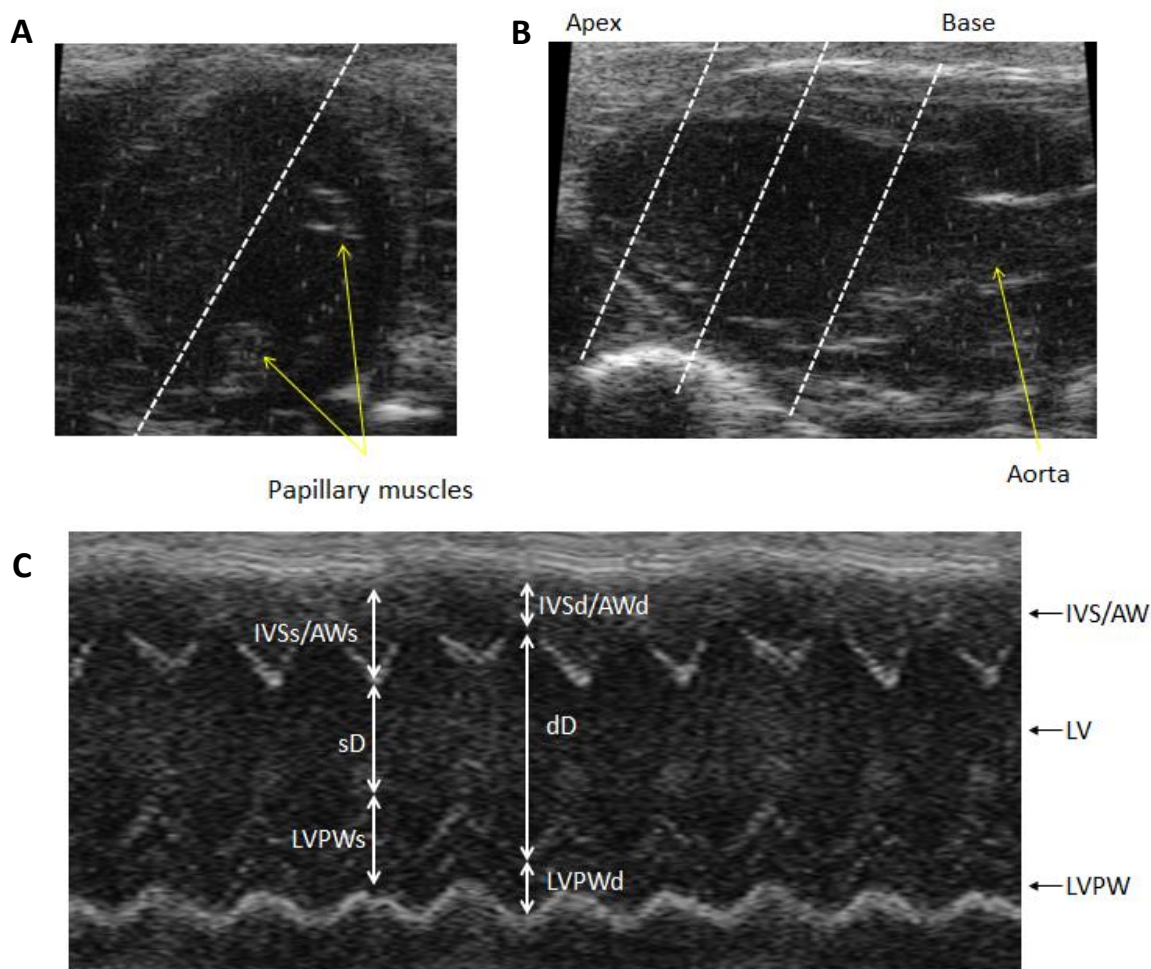 A
B
Apex
Base
Papillary muscles
Aorta
C
IVSs/AWs
IVSd/AWd
IVS/AW
sD
dD
LV
LVPWs
LVPWd
LVPW